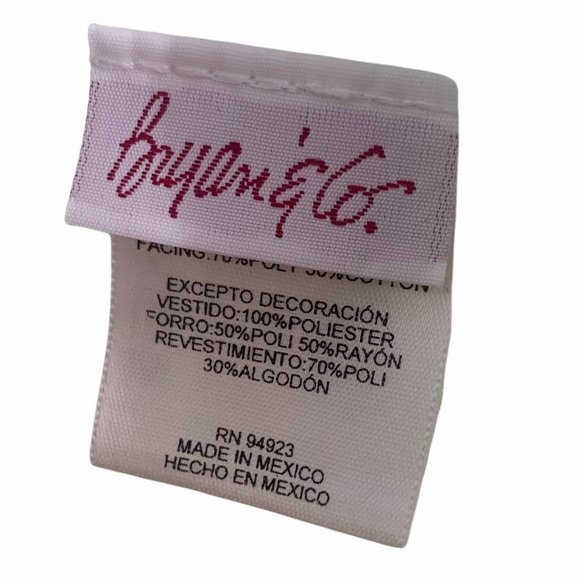 bryan & Co.
FACING:70%POLY 30%COTTON
EXCEPTO DECORACIÓN
VESTIDO:100%POLIESTER
FORRO:50%POLI 50%RAYÓN
REVESTIMIENTO:70%POLI
30%ALGODÓN
RN 94923
MADE IN MEXICO
HECHO EN MEXICO